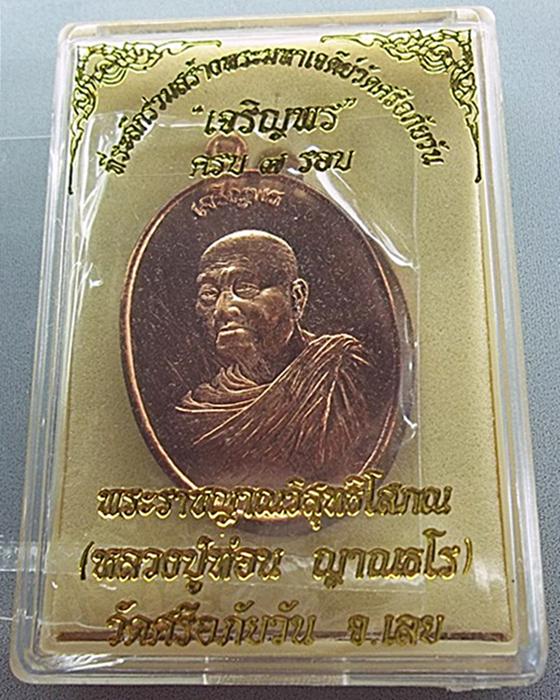 ที่ระลึกร่วมสร้างพระมหาเจดีย์วัดศรีอภัยวัน
"เจริญพร"
ครบ ๗ รอบ
เจริญพร
พระราชญาณวิสุทธิโสภณ
(หลวงปู่ท่อน ญาณธโร)
วัดศรีอภัยวัน จ.เลย